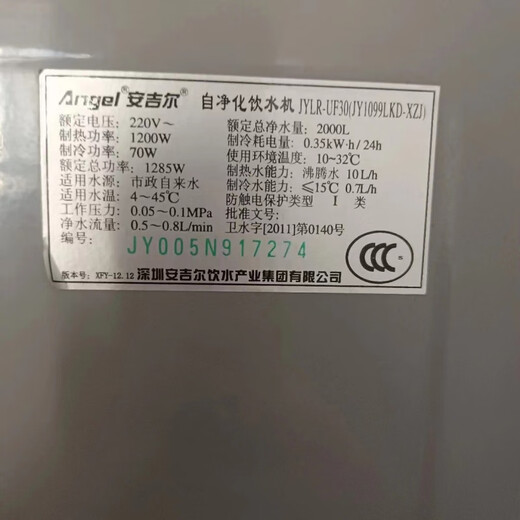 Angel® 安吉尔® 自净化饮水机 JYLR-UF30(JY1099LKD-XZJ)
额定电压：220V～
制热功率：1200W
制冷功率：70W
额定总功率：1285W
适用水源：市政自来水
适用水温：4～45℃
工作压力：0.05～0.1MPa
净水流量：0.5～0.8L/min
编号：JY005N917274
额定总净水量：2000L
制冷耗电量：0.35kW·h/24h
使用环境温度：10~32℃
制热水能力：沸腾水 10L/h
制冷水能力：≤15℃ 0.7L/h
防触电保护类型：Ⅰ 类
批准文号：
卫水字[2011]第0140号
CCC
版本号：XFY-12.12 深圳安吉尔饮水产业集团有限公司